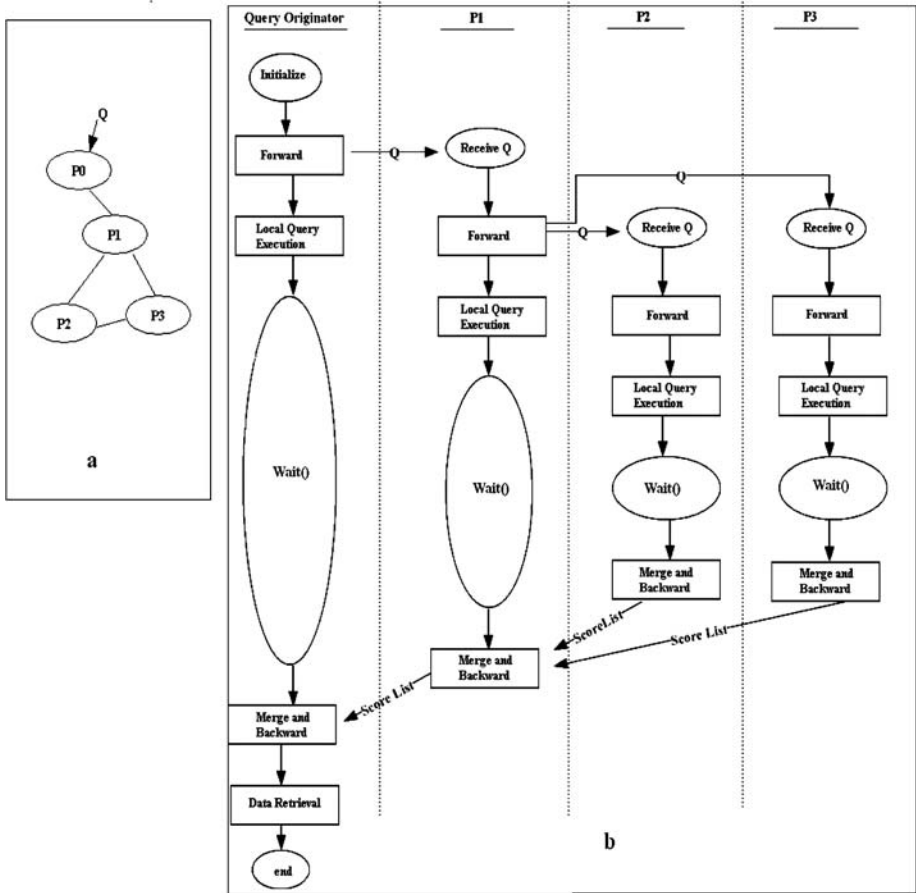 Q
P0
P1
P2
P3
a
Query Originator
P1
P2
P3
Initialize
Forward
Q
Receive Q
Q
Local Query
Execution
Forward
Q
Receive Q
Receive Q
Local Query
Execution
Forward
Forward
Local Query
Execution
Local Query
Execution
Wait()
Wait()
Wait()
Wait()
Merge and
Backward
Merge and
Backward
ScoreList
Score List
Merge and
Backward
Score List
Merge and
Backward
Data Retrieval
end
b